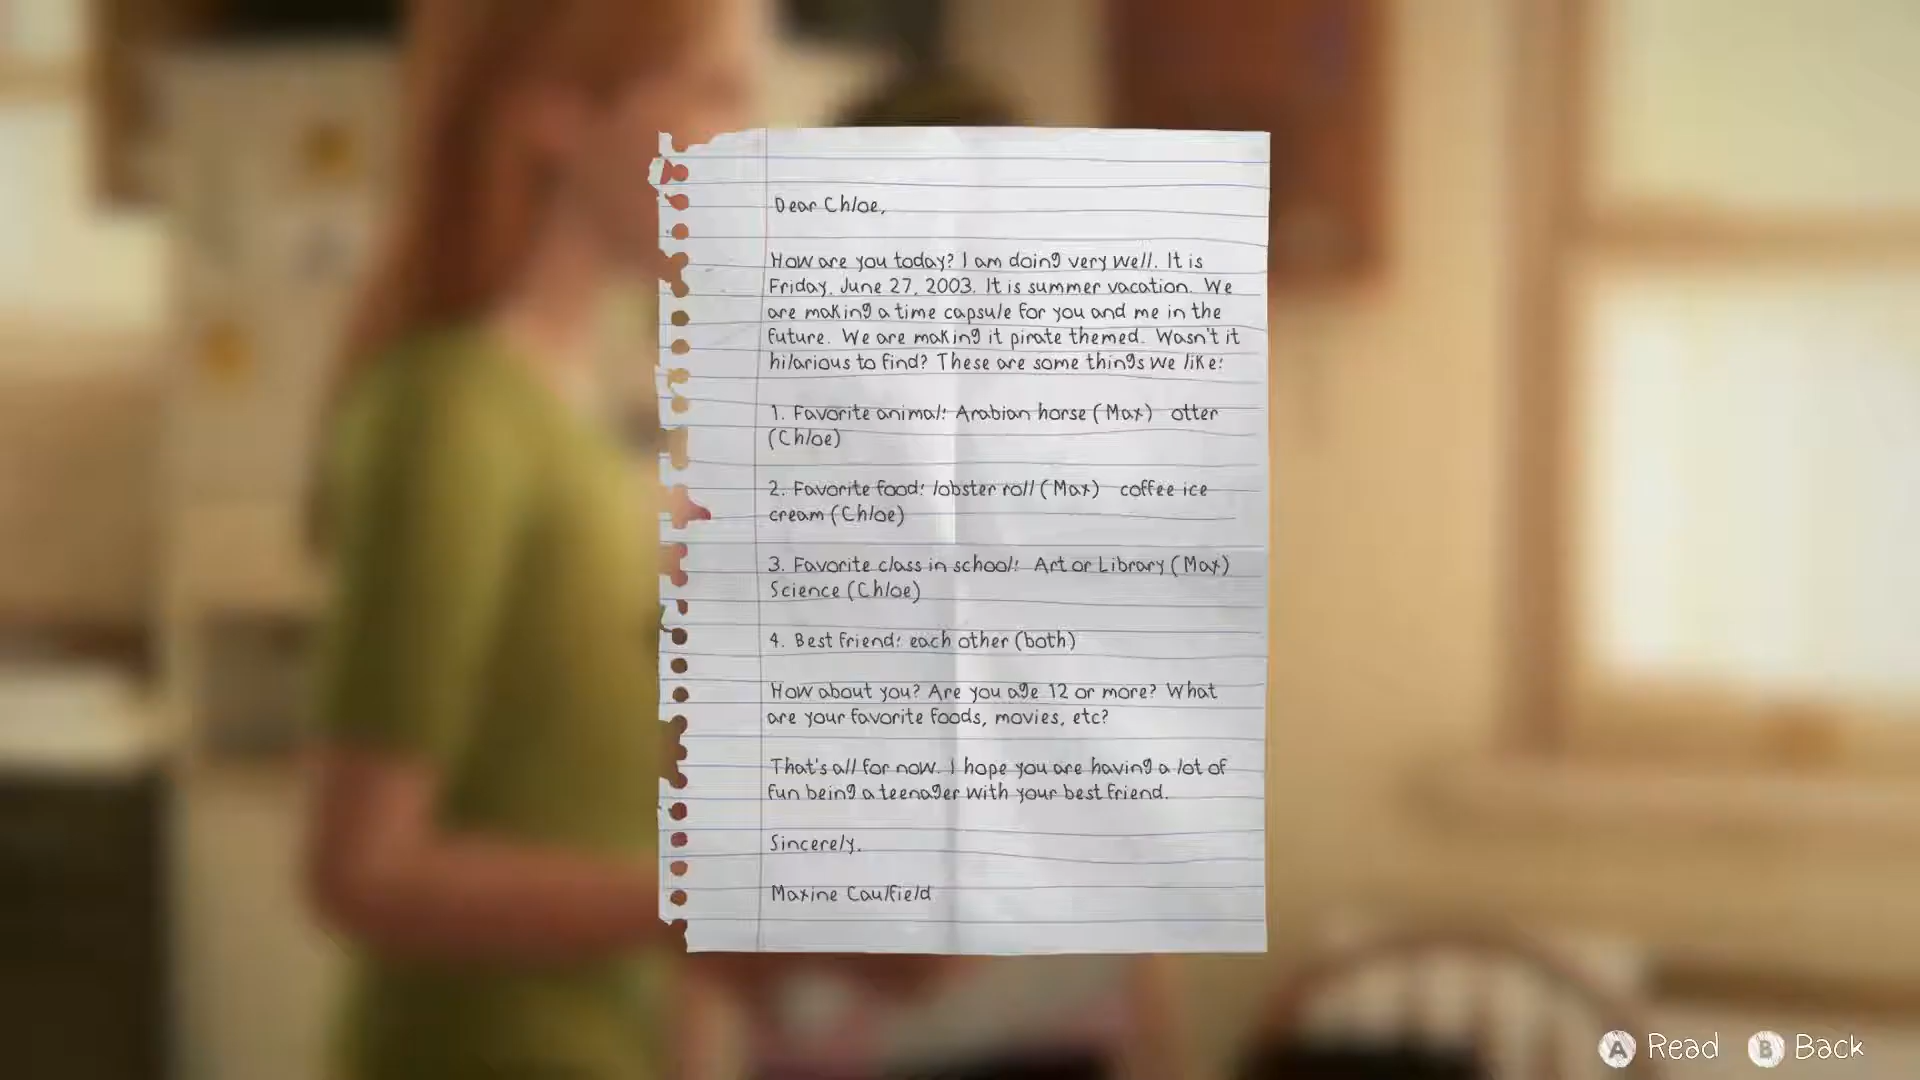 Dear Chloe,
How are you today? I am doing very well. It is
Friday, June 27, 2003. It is summer vacation. We
are making a time capsule for you and me in the
future. We are making it pirate themed. Wasn't it
hilarious to find? These are some things we like:
1. Favorite animal: Arabian horse (Max) otter
(Chloe)
2. Favorite food: lobster roll (Max) coffee ice
cream (Chloe)
3. Favorite class in school: Art or Library (Max)
Science (Chloe)
4. Best friend: each other (both)
How about you? Are you age 12 or more? What
are your favorite foods, movies, etc?
That's all for now. I hope you are having a lot of
fun being a teenager with your best friend.
Sincerely,
Maxine Caulfield
A Read B Back